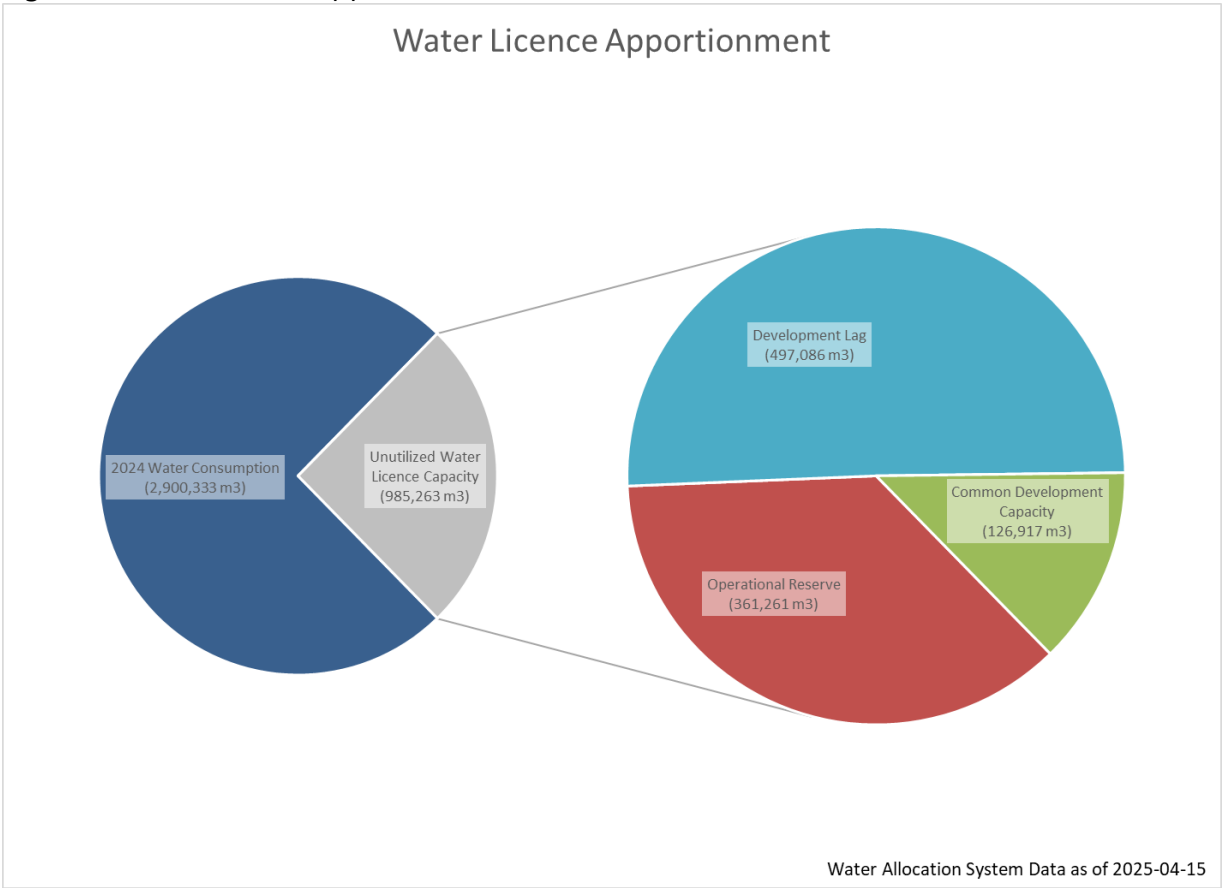 Water Licence Apportionment
Development Lag
(497,086 m3)
2024 Water Consumption
(2,900,333 m3)
Unutilized Water
Licence Capacity
(985,263 m3)
Common Development
Capacity
(126,917 m3)
Operational Reserve
(361,261 m3)
Water Allocation System Data as of 2025-04-15